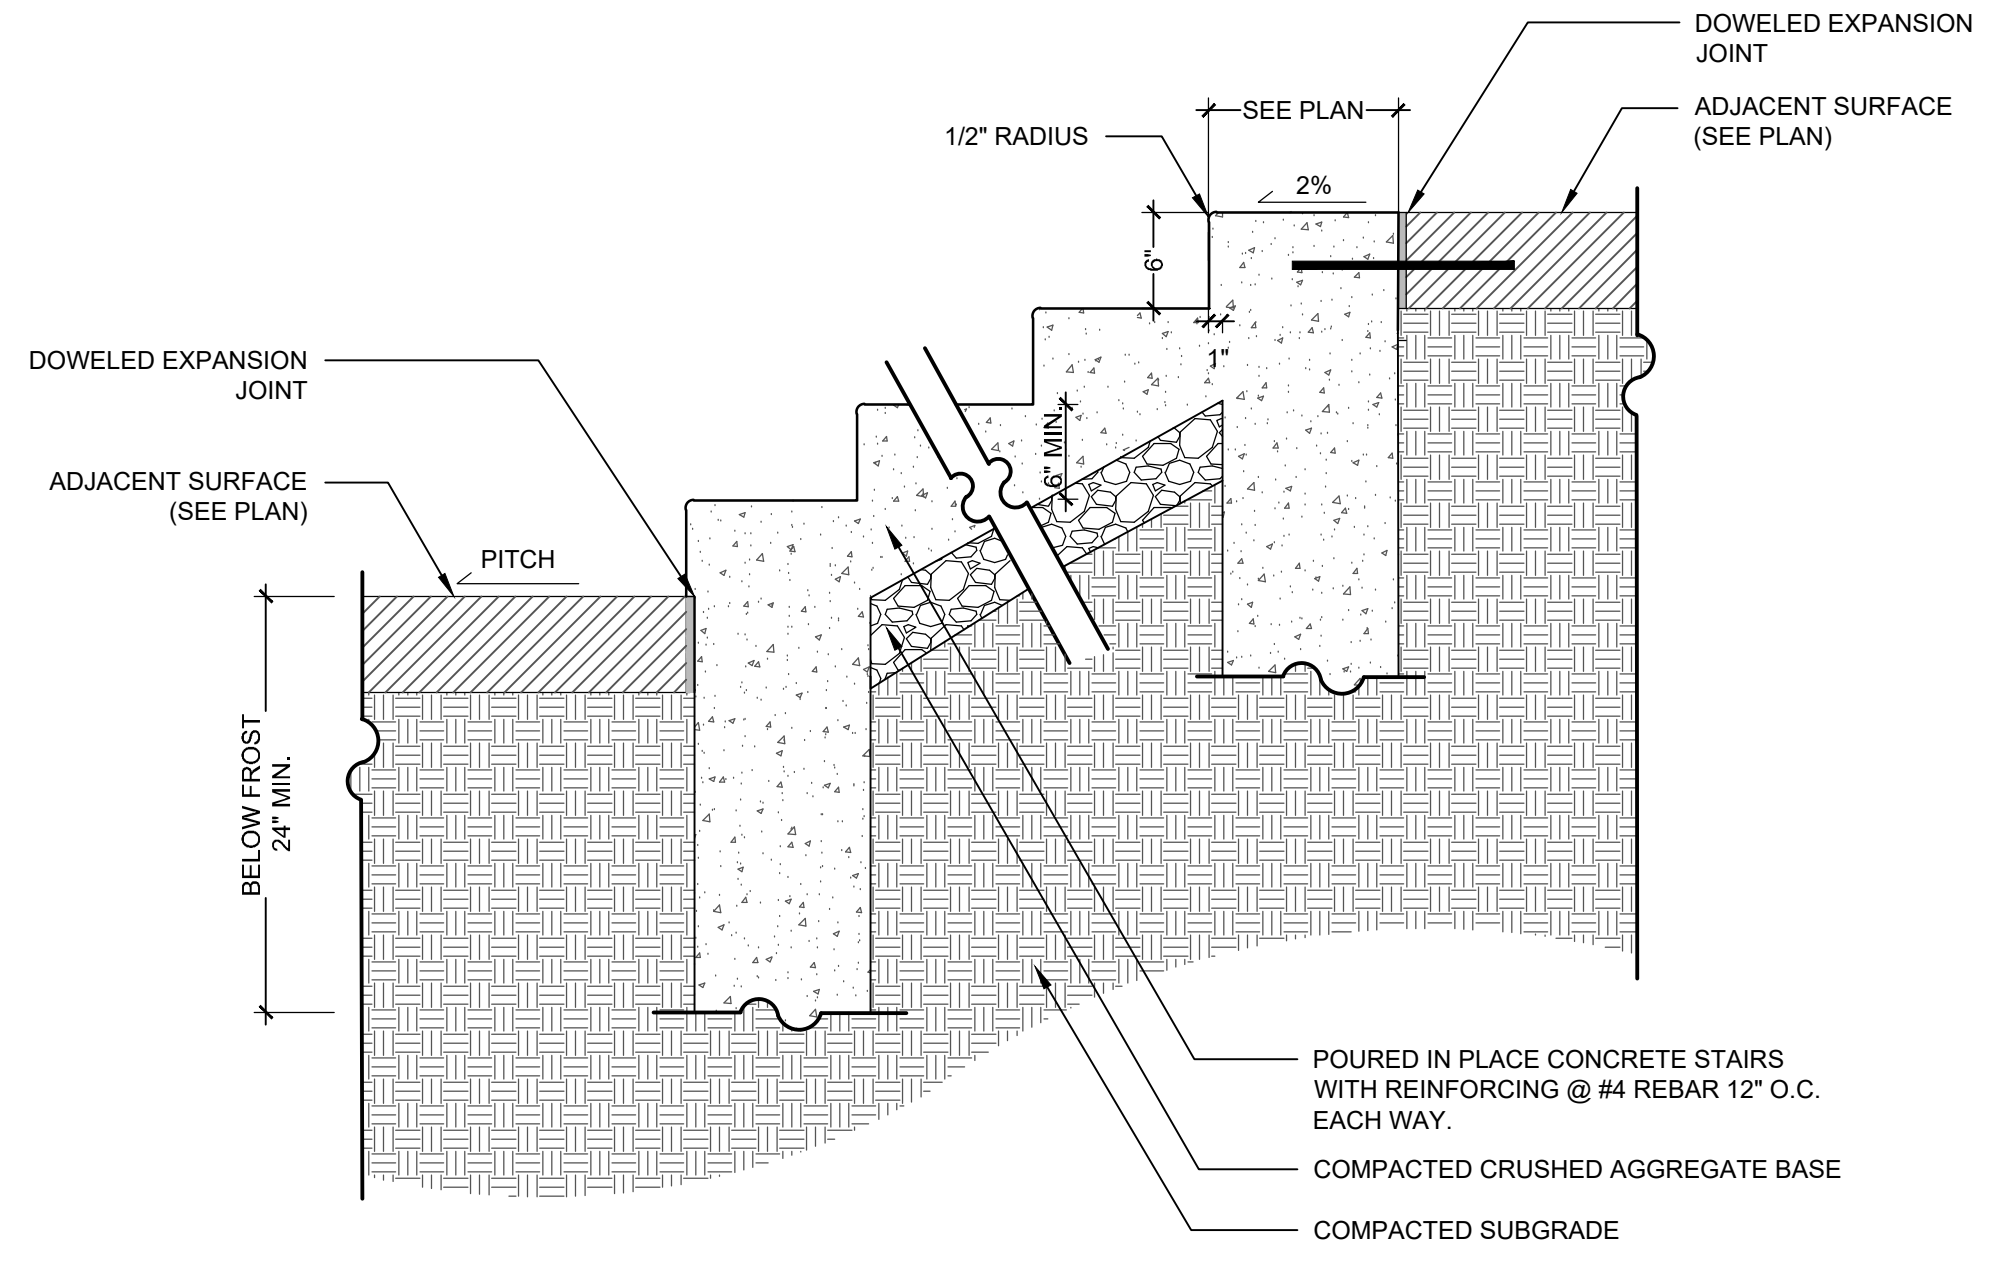 DOWELED EXPANSION
JOINT
ADJACENT SURFACE
(SEE PLAN)
SEE PLAN
1/2" RADIUS
2%
6"
1"
6" MIN.
DOWELED EXPANSION
JOINT
ADJACENT SURFACE
(SEE PLAN)
PITCH
BELOW FROST
24" MIN.
POURED IN PLACE CONCRETE STAIRS
WITH REINFORCING @ #4 REBAR 12" O.C.
EACH WAY.
COMPACTED CRUSHED AGGREGATE BASE
COMPACTED SUBGRADE